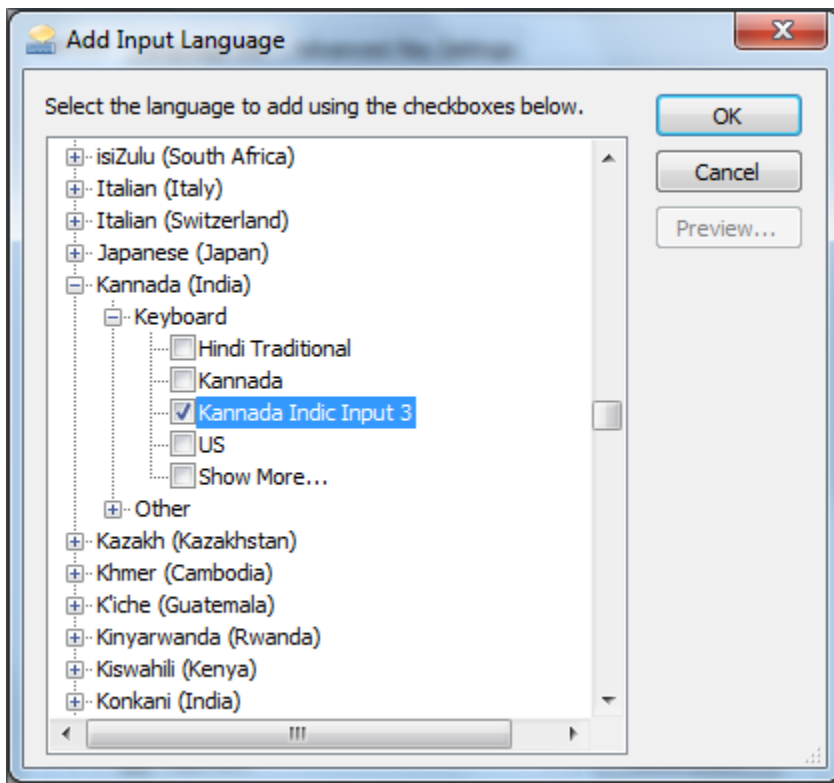 Add Input Language
Select the language to add using the checkboxes below.
OK
Cancel
Preview...
isiZulu (South Africa)
Italian (Italy)
Italian (Switzerland)
Japanese (Japan)
Kannada (India)
Keyboard
Hindi Traditional
Kannada
Kannada Indic Input 3
US
Show More...
Other
Kazakh (Kazakhstan)
Khmer (Cambodia)
K'iche (Guatemala)
Kinyarwanda (Rwanda)
Kiswahili (Kenya)
Konkani (India)